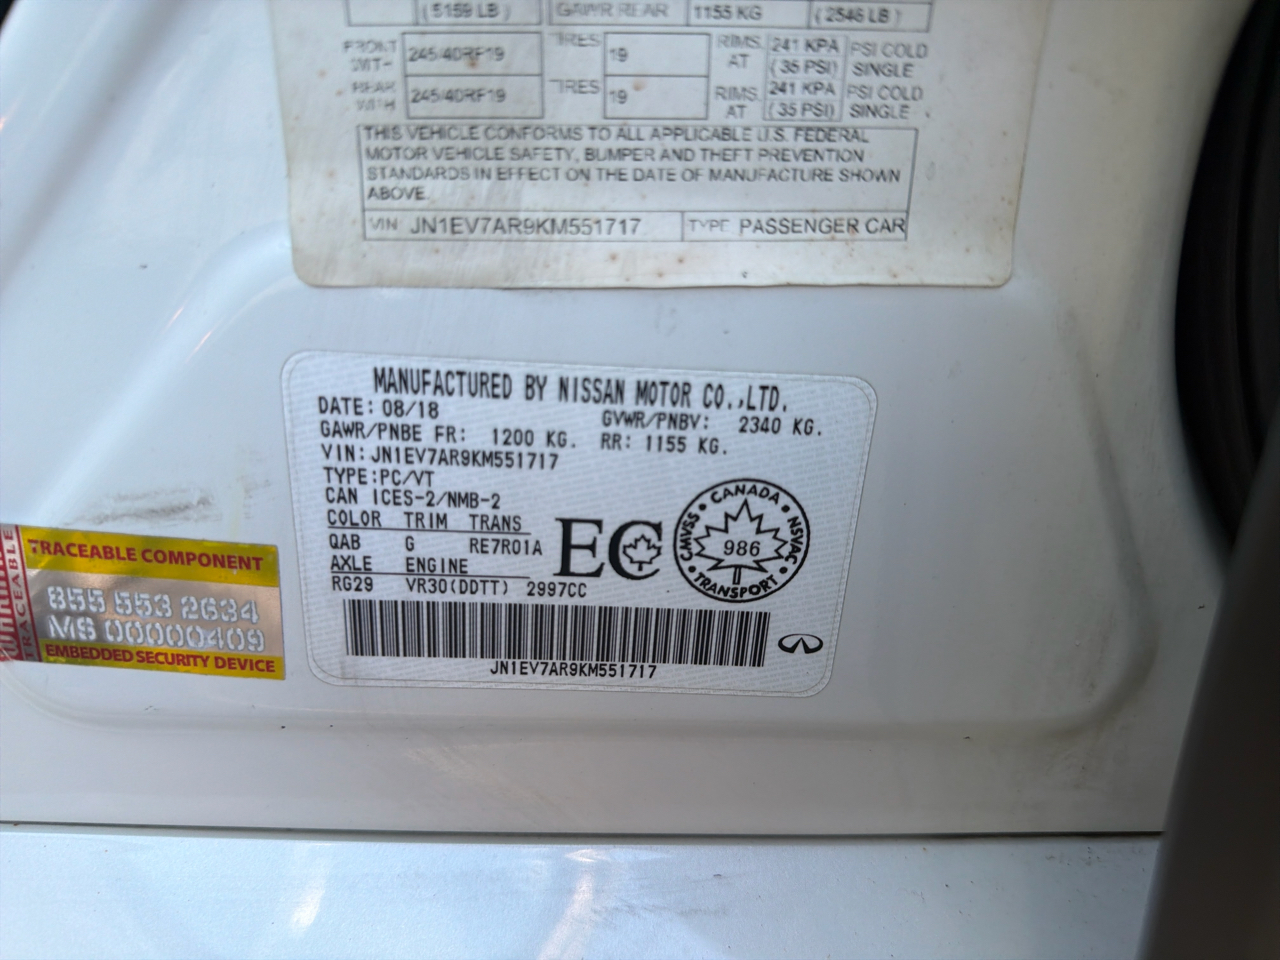 (5159 LB) GAWR REAR 1155 KG (2546 LB)
FRONT WITH 245/40RF19 TIRES 19 RIMS AT 241 KPA (35 PSI) PSI COLD SINGLE
REAR WITH 245/40RF19 TIRES 19 RIMS AT 241 KPA (35 PSI) PSI COLD SINGLE
THIS VEHICLE CONFORMS TO ALL APPLICABLE U.S. FEDERAL
MOTOR VEHICLE SAFETY, BUMPER AND THEFT PREVENTION
STANDARDS IN EFFECT ON THE DATE OF MANUFACTURE SHOWN
ABOVE.
VIN: JN1EV7AR9KM551717 TYPE PASSENGER CAR
MANUFACTURED BY NISSAN MOTOR CO.,LTD.
DATE: 08/18 GVWR/PNBV: 2340 KG.
GAWR/PNBE FR: 1200 KG. RR: 1155 KG.
VIN: JN1EV7AR9KM551717
TYPE:PC/VT
CAN ICES-2/NMB-2
COLOR TRIM TRANS
QAB G RE7R01A
AXLE ENGINE
RG29 VR30(DDTT) 2997CC
EC
CANADA
CMVSS NSVAC
986
TRANSPORT
JN1EV7AR9KM551717
TRACEABLE
TRACEABLE COMPONENT
855 553 2634
MS 00000409
EMBEDDED SECURITY DEVICE